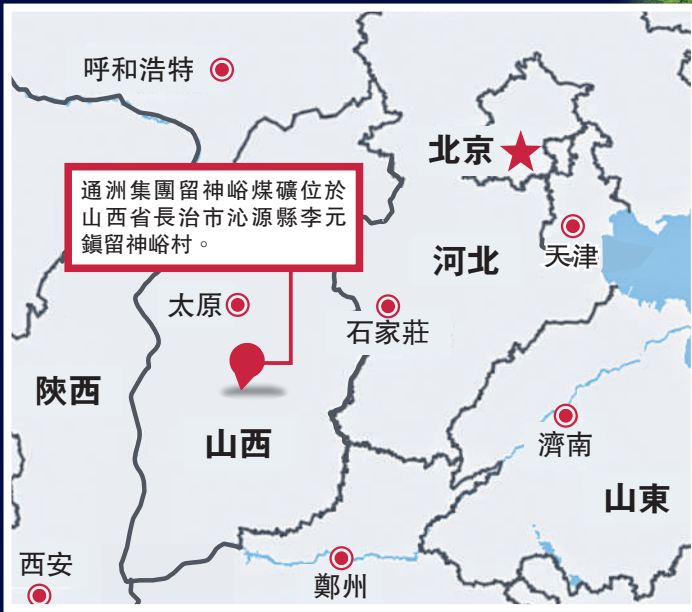 呼和浩特
北京
通洲集團留神峪煤礦位於
山西省長治市沁源縣李元
鎮留神峪村。
天津
河北
太原
石家莊
陝西
山西
濟南
山東
西安
鄭州